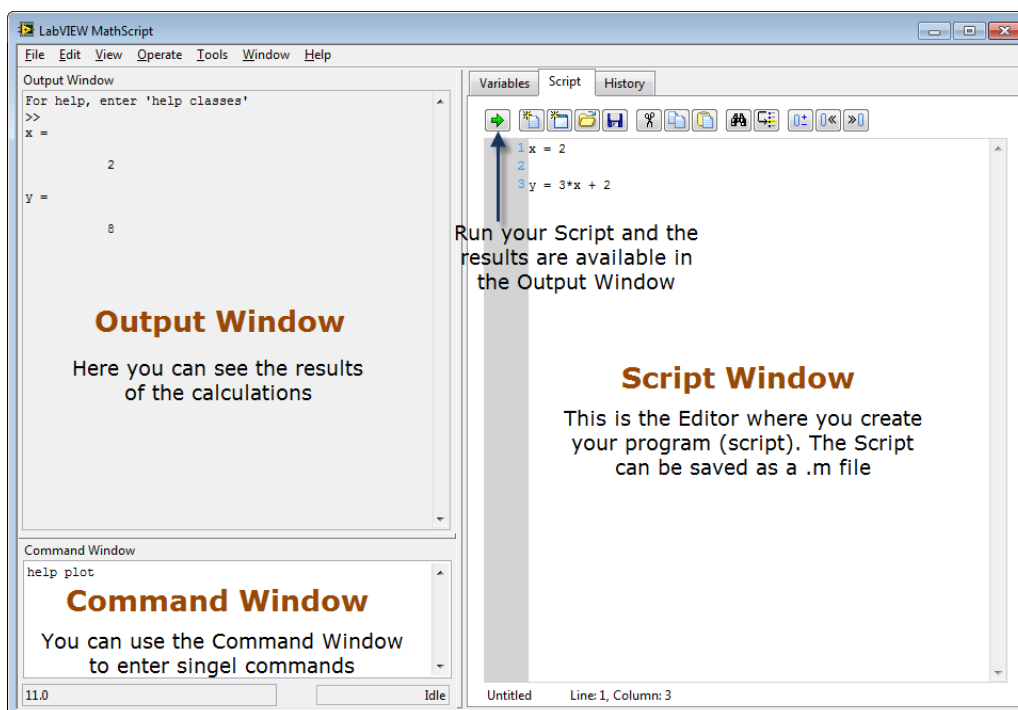 LabVIEW MathScript
File Edit View Operate Tools Window Help
Output Window
For help, enter 'help classes'
>>
x =
2
y =
8
Output Window
Here you can see the results
of the calculations
Command Window
help plot
Command Window
You can use the Command Window
to enter singel commands
11.0
Idle
Variables Script History
1 x = 2
2
3 y = 3*x + 2
Run your Script and the
results are available in
the Output Window
Script Window
This is the Editor where you create
your program (script). The Script
can be saved as a .m file
Untitled Line: 1, Column: 3